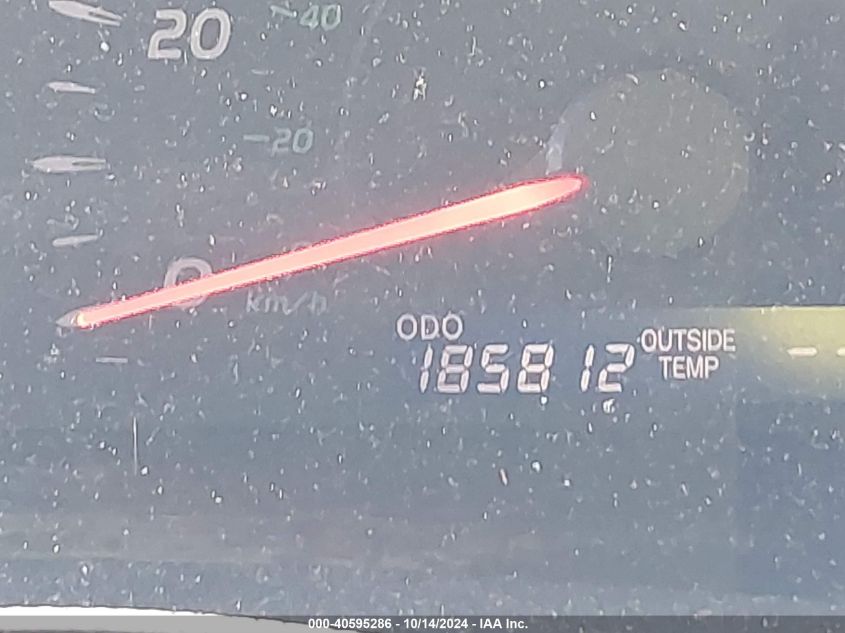 20
40
20
0
km/h
ODO
185812
OUTSIDE
TEMP
--
000-40595286 - 10/14/2024 - IAA Inc.